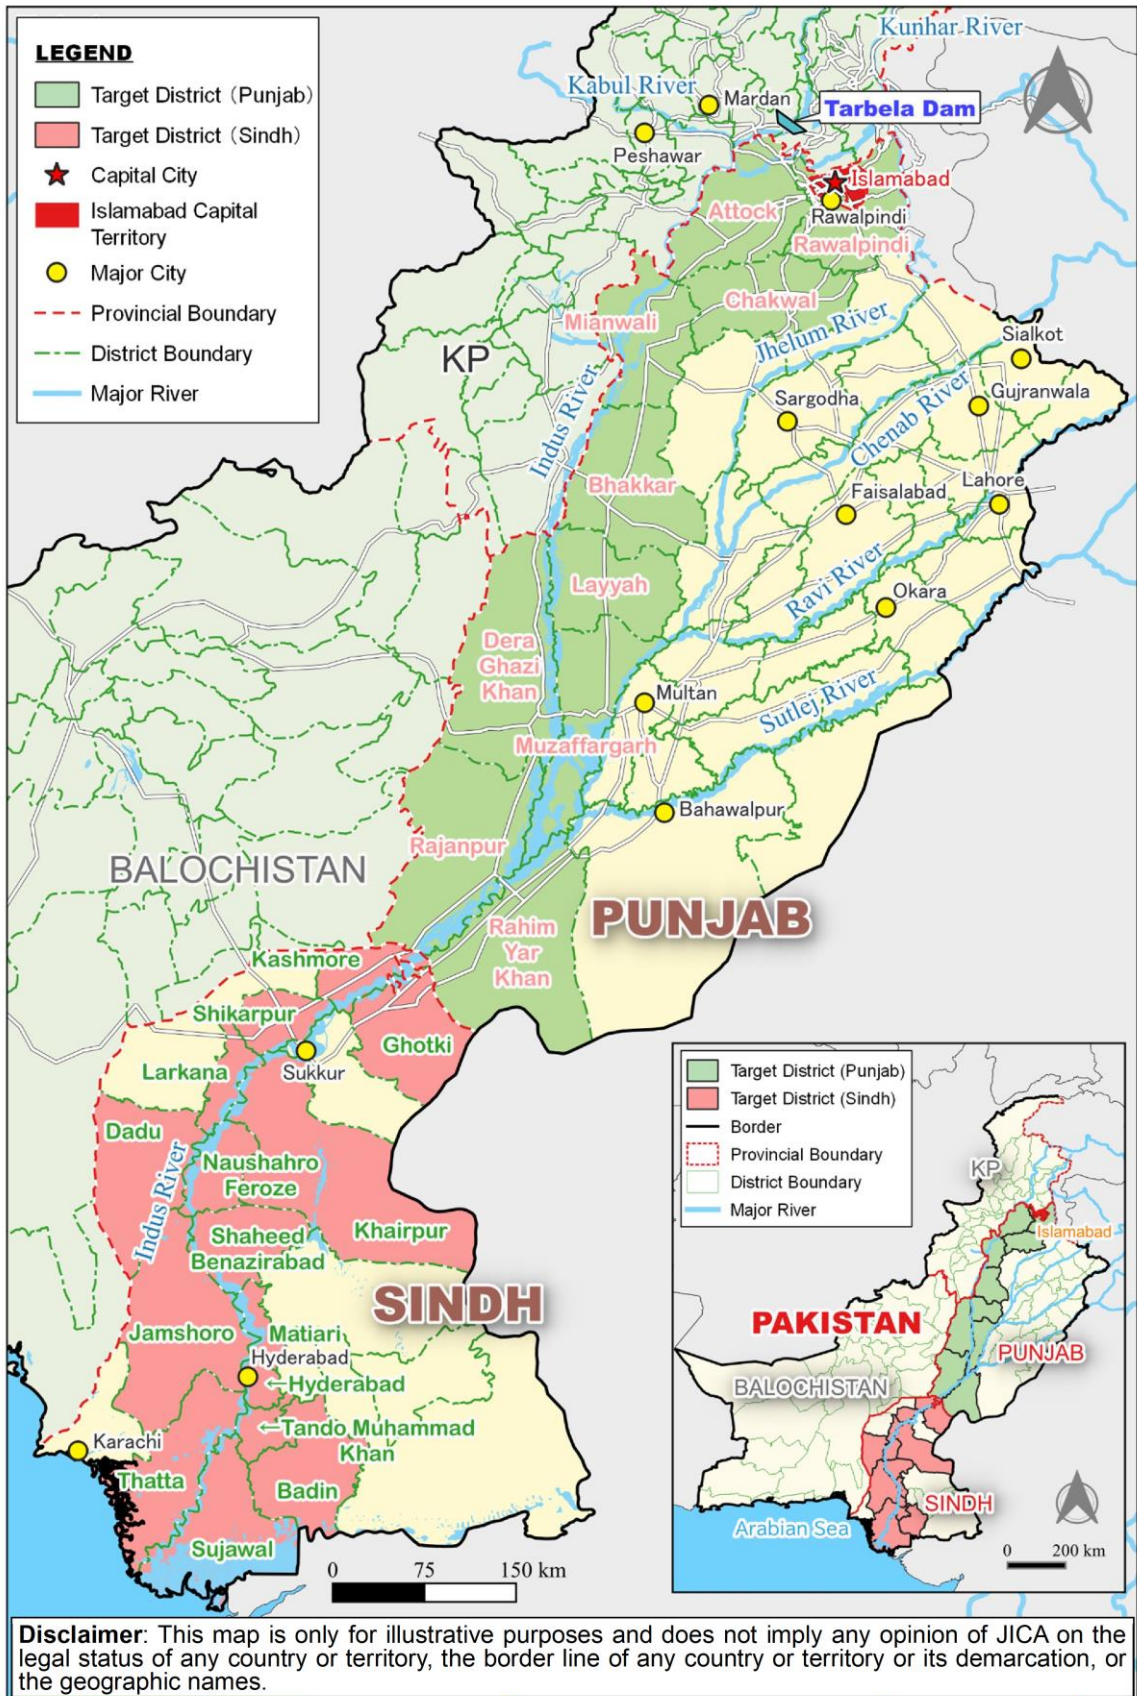 LEGEND
Target District (Punjab)
Target District (Sindh)
Capital City
Islamabad Capital
Territory
Major City
Provincial Boundary
District Boundary
Major River
Kunhar River
Kabul River
Mardan
Tarbela Dam
Peshawar
Islamabad
Rawalpindi
Attock
Rawalpindi
Chakwal
Mianwali
Jhelum River
KP
Sialkot
Gujranwala
Sargodha
Chenab River
Indus River
Bhakkar
Faisalabad
Lahore
Layyah
Ravi River
Okara
Dera
Ghazi
Khan
Multan
Sutlej River
Muzaffargarh
Bahawalpur
Rajanpur
BALOCHISTAN
PUNJAB
Rahim
Yar
Khan
Kashmore
Shikarpur
Ghotki
Larkana
Sukkur
Dadu
Naushahro
Feroze
Indus River
Khairpur
Shaheed
Benazirabad
SINDH
Jamshoro
Matiari
Hyderabad
←Hyderabad
←Tando Muhammad
Khan
Karachi
Thatta
Badin
Sujawal
0 75 150 km
Target District (Punjab)
Target District (Sindh)
Border
Provincial Boundary
District Boundary
Major River
KP
Islamabad
PAKISTAN
PUNJAB
BALOCHISTAN
SINDH
Arabian Sea
0 200 km
Disclaimer: This map is only for illustrative purposes and does not imply any opinion of JICA on the
legal status of any country or territory, the border line of any country or territory or its demarcation, or
the geographic names.